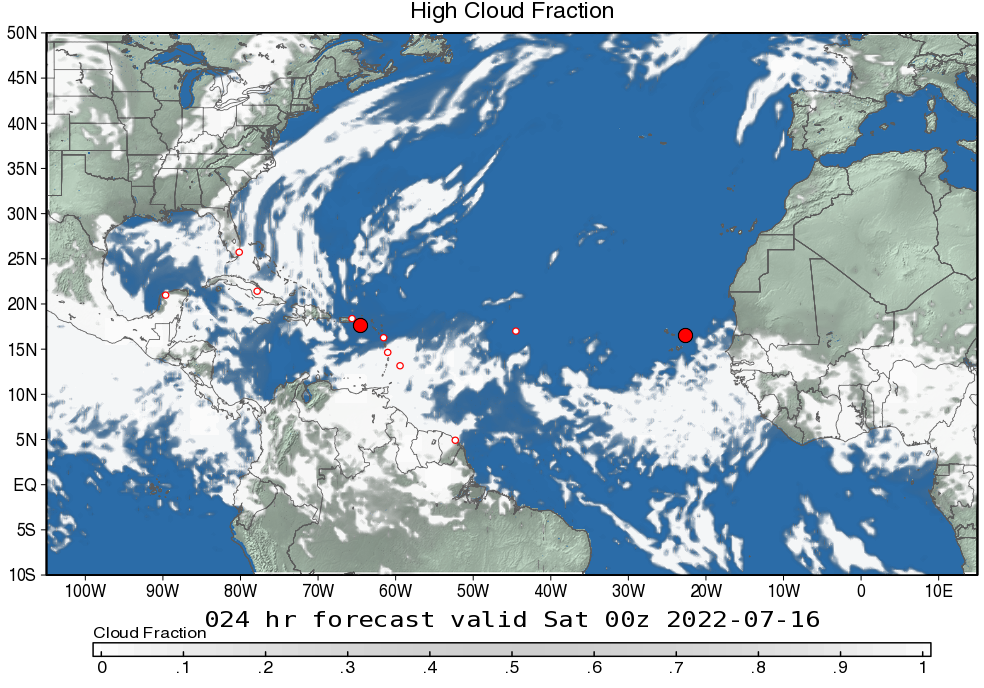 High Cloud Fraction
50N
45N
40N
35N
30N
25N
20N
15N
10N
5N
EQ
5S
10S
100W 90W 80W 70W 60W 50W 40W 30W 20W 10W 0 10E
024 hr forecast valid Sat 00z 2022-07-16
Cloud Fraction
0 .1 .2 .3 .4 .5 .6 .7 .8 .9 1